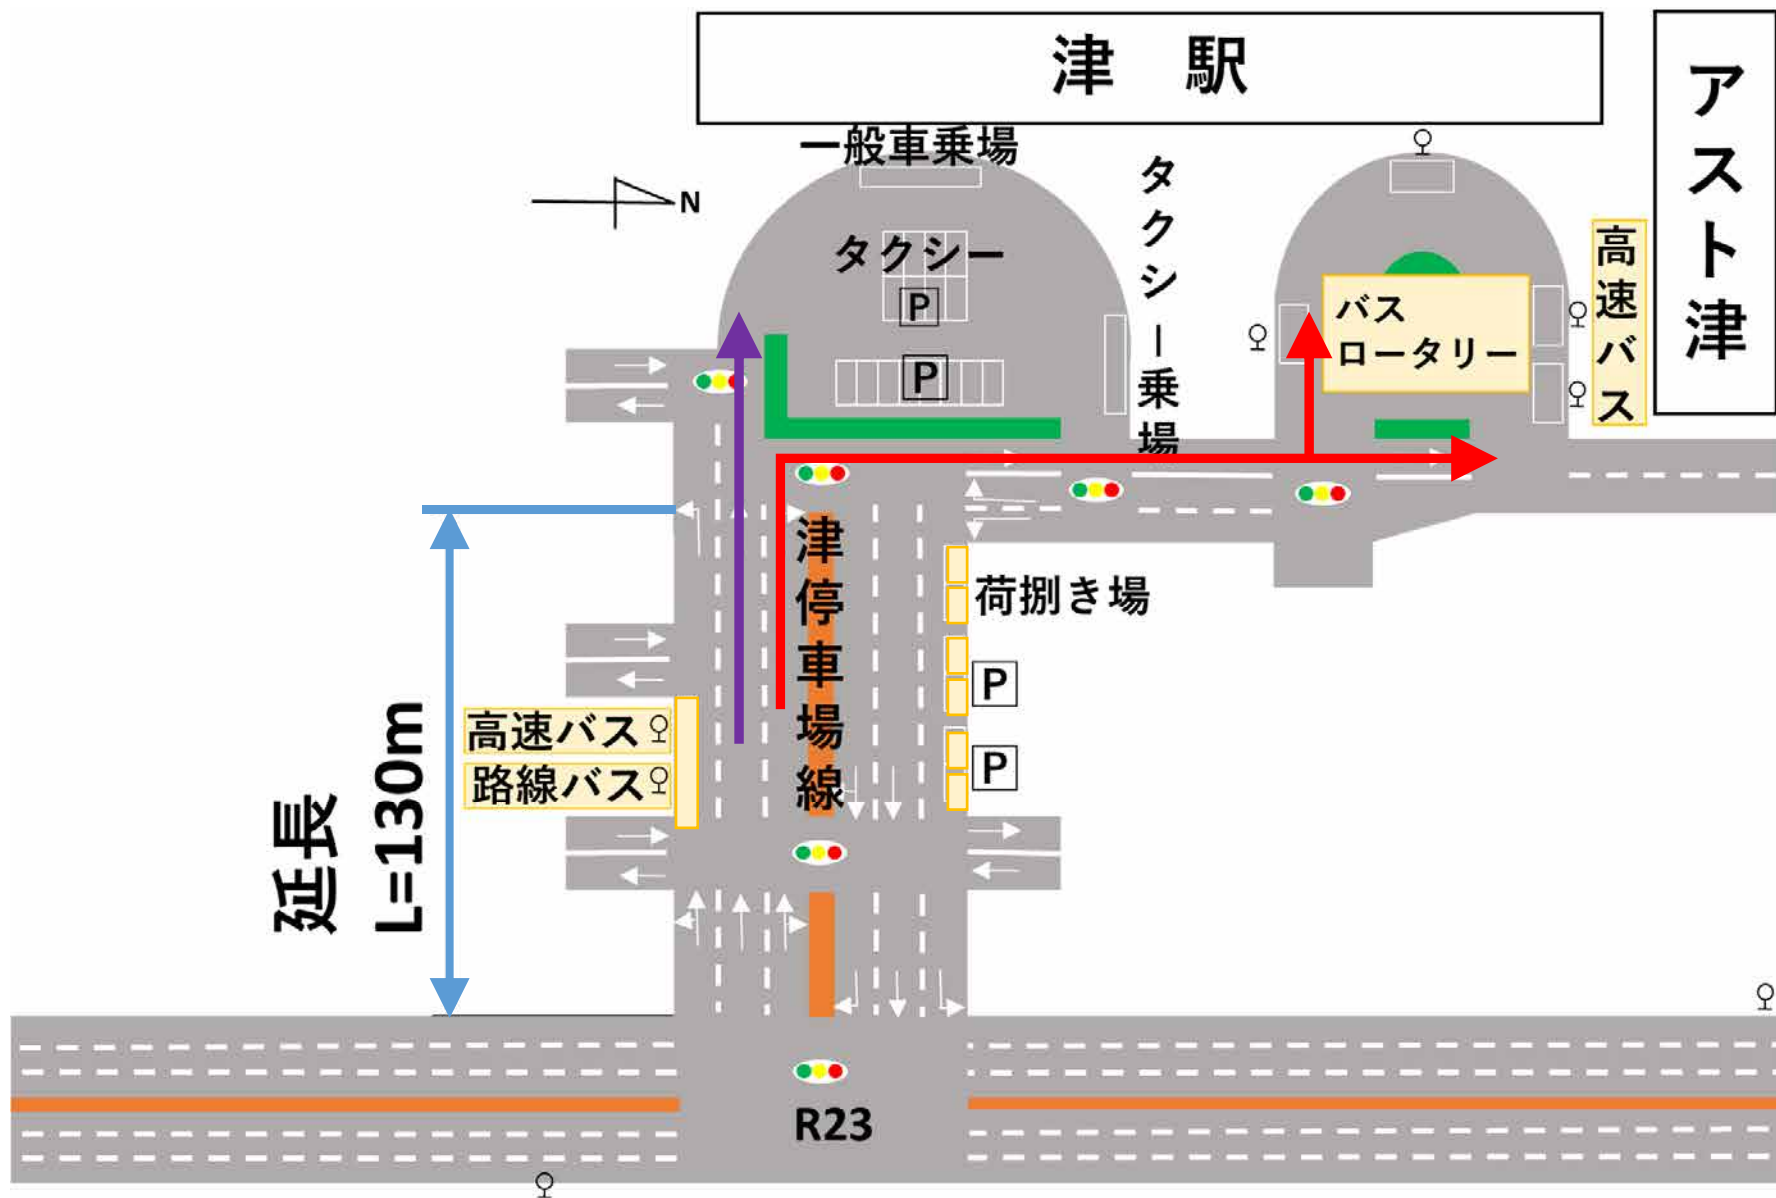 津 駅
アスト津
一般車乗場
N
タクシー
P
P
タクシー乗場
バス
ロータリー
高速バス
津停車場線
荷捌き場
P
P
高速バス
路線バス
延長
L=130m
R23